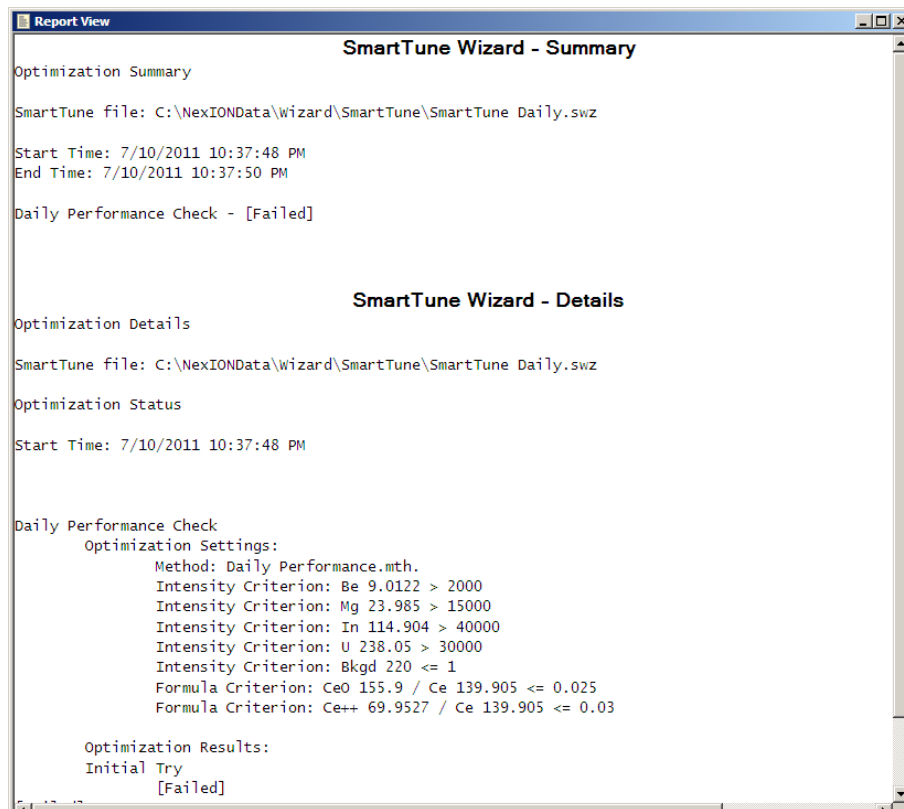 Report View
SmartTune Wizard - Summary
Optimization Summary
SmartTune file: C:\NexIONData\Wizard\SmartTune\SmartTune Daily.swz
Start Time: 7/10/2011 10:37:48 PM
End Time: 7/10/2011 10:37:50 PM
Daily Performance Check - [Failed]
SmartTune Wizard - Details
Optimization Details
SmartTune file: C:\NexIONData\Wizard\SmartTune\SmartTune Daily.swz
Optimization Status
Start Time: 7/10/2011 10:37:48 PM
Daily Performance Check
Optimization Settings:
Method: Daily Performance.mth.
Intensity Criterion: Be 9.0122 > 2000
Intensity Criterion: Mg 23.985 > 15000
Intensity Criterion: In 114.904 > 40000
Intensity Criterion: U 238.05 > 30000
Intensity Criterion: Bkgd 220 <= 1
Formula Criterion: CeO 155.9 / Ce 139.905 <= 0.025
Formula Criterion: Ce++ 69.9527 / Ce 139.905 <= 0.03
Optimization Results:
Initial Try
[Failed]